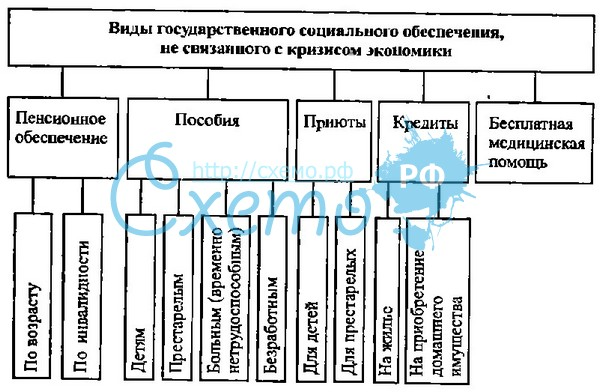 Виды государственного социального обеспечения,
не связанного с кризисом экономики
Пенсионное
обеспечение
Пособия
Приюты
Кредиты
Бесплатная
медицинская
помощь
http://схемо.рф
Схемо
РФ
По возрасту
По инвалидности
Детям
Престарелым
Больным (временно
нетрудоспособным)
Безработным
Для детей
Для престарелых
На жилье
На приобретение
домашнего
имущества